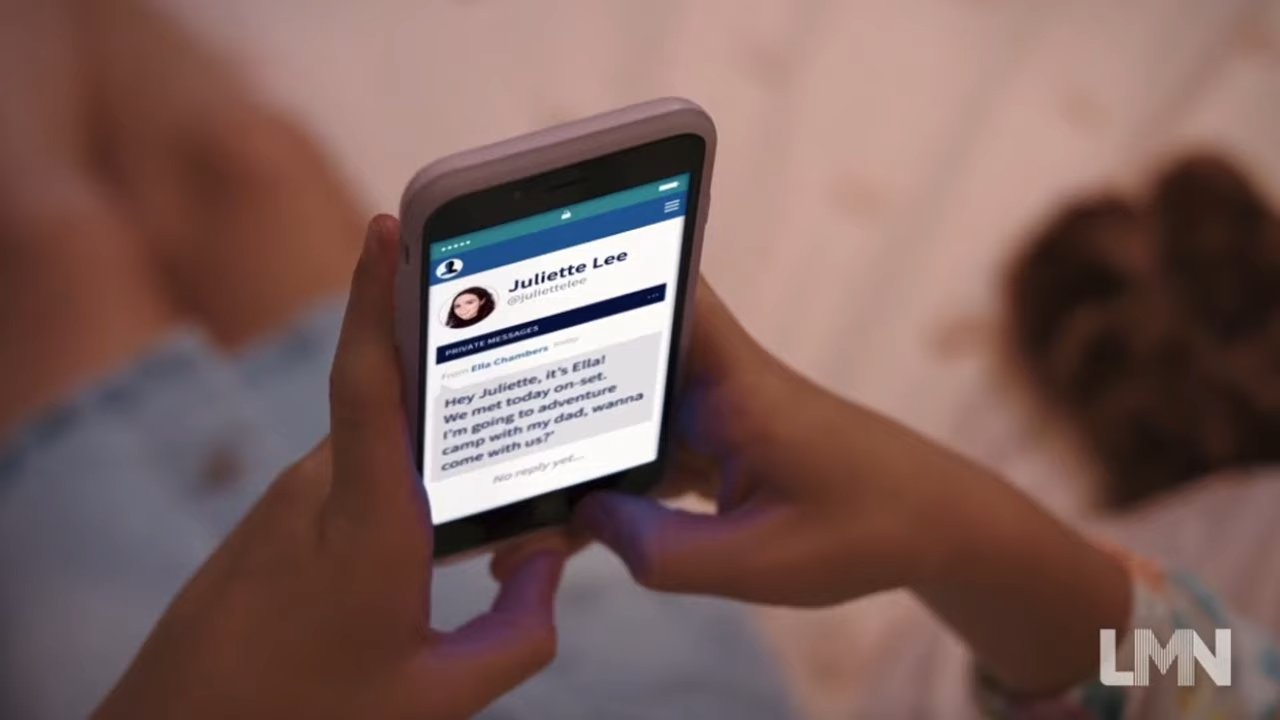 Juliette Lee
@juliettelee
PRIVATE MESSAGES
From Ella Chambers today
Hey Juliette, it's Ella!
We met today on-set.
I'm going to adventure
camp with my dad, wanna
come with us?'
No reply yet...
LMN